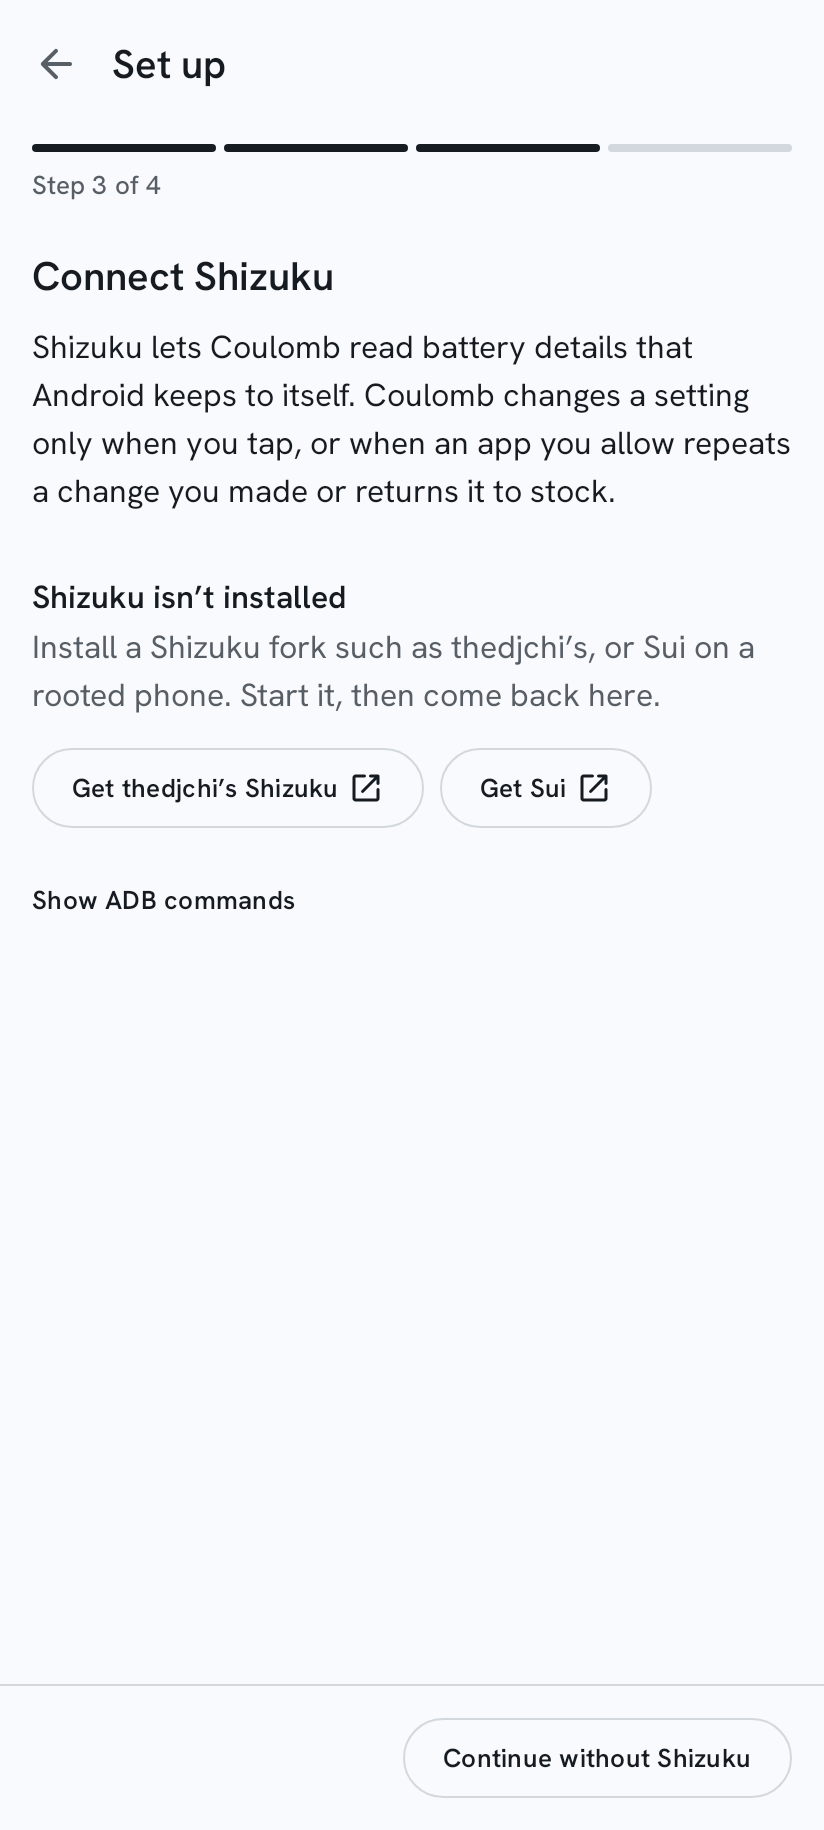 Set up
Step 3 of 4
Connect Shizuku
Shizuku lets Coulomb read battery details that
Android keeps to itself. Coulomb changes a setting
only when you tap, or when an app you allow repeats
a change you made or returns it to stock.
Shizuku isn’t installed
Install a Shizuku fork such as thedjchi’s, or Sui on a
rooted phone. Start it, then come back here.
Get thedjchi’s Shizuku
Get Sui
Show ADB commands
Continue without Shizuku